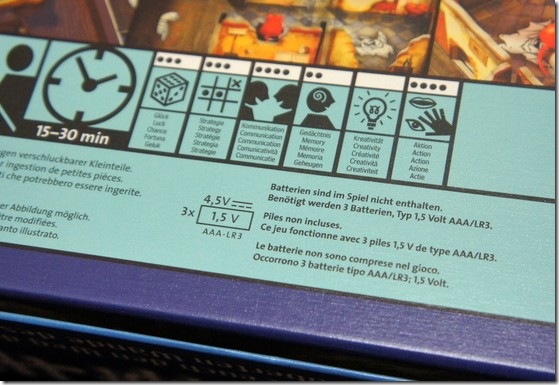 15–30 min
Glück
Luck
Chance
Fortuna
Geluk
Strategie
Strategy
Stratégie
Strategia
Strategie
Kommunikation
Communication
Communication
Comunicatività
Communicatie
Gedächtnis
Memory
Mémoire
Memoria
Geheugen
Kreativität
Creativity
Créativité
Creatività
Creativiteit
Aktion
Action
Action
Azione
Actie
gen verschluckbarer Kleinteile.
ar ingestion de petites pièces.
ti che potrebbero essere ingerite.
er Abbildung möglich.
être modifiées.
anto illustrato.
4,5V
3x 1,5 V
AAA-LR3
Batterien sind im Spiel nicht enthalten.
Benötigt werden 3 Batterien, Typ 1,5 Volt AAA/LR3.
Piles non incluses.
Ce jeu fonctionne avec 3 piles 1,5 V de type AAA/LR3.
Le batterie non sono comprese nel gioco.
Occorrono 3 batterie tipo AAA/LR3; 1,5 Volt.